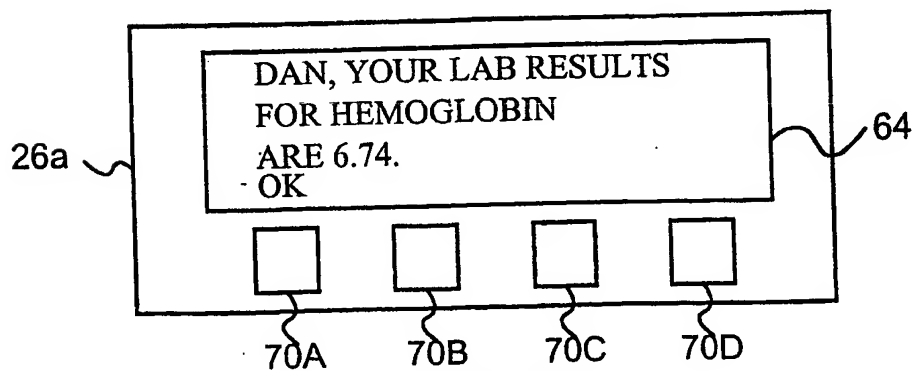 DAN, YOUR LAB RESULTS
FOR HEMOGLOBIN
ARE 6.74.
OK
26a
64
70A
70B
70C
70D